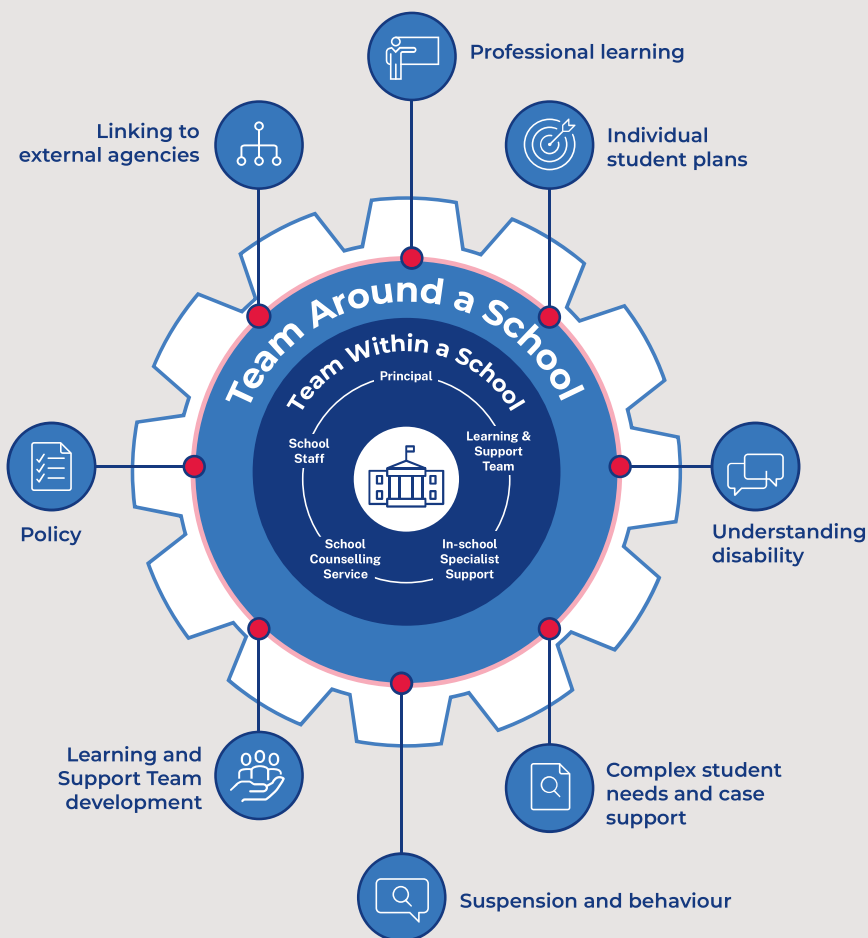 Professional learning
Linking to
external agencies
Individual
student plans
Team Around a School
Team Within a School
Principal
School
Staff
Learning &
Support
Team
School
Counselling
Service
In-school
Specialist
Support
Policy
Understanding
disability
Learning and
Support Team
development
Complex student
needs and case
support
Suspension and behaviour